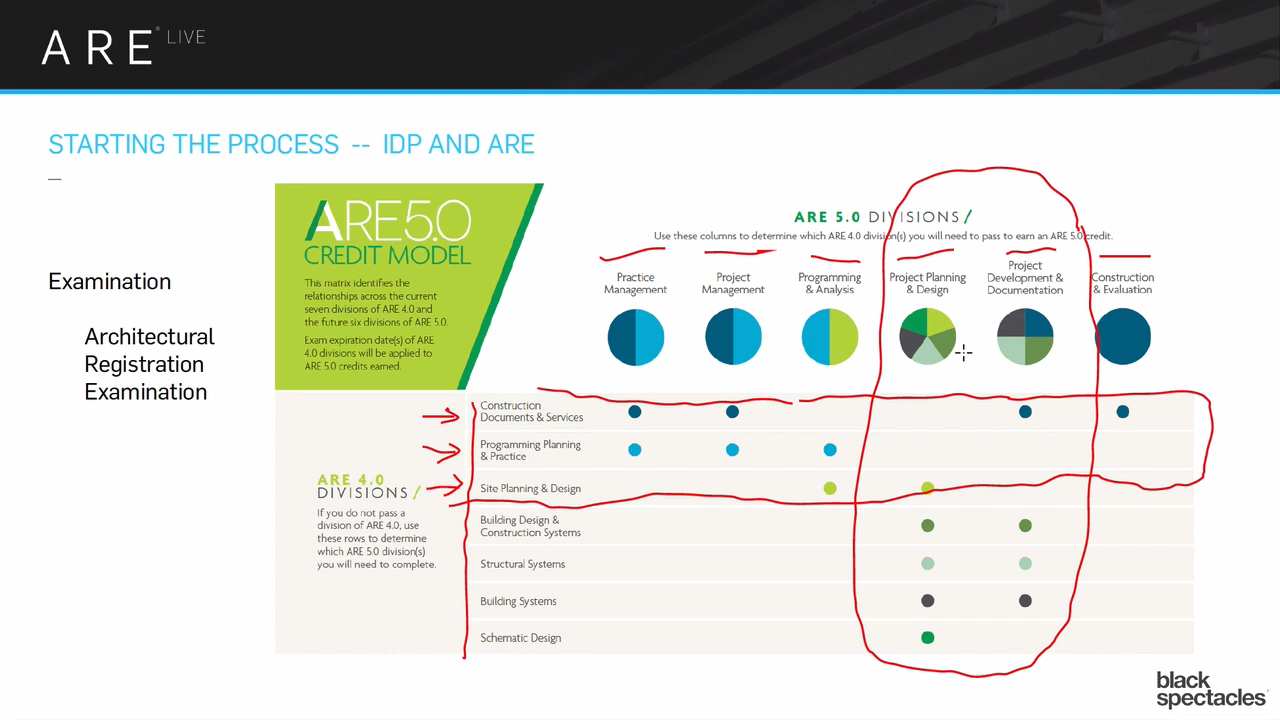 ARE® LIVE
STARTING THE PROCESS -- IDP AND ARE
Examination
Architectural
Registration
Examination
ARE5.0
CREDIT MODEL
This matrix identifies the
relationships across the current
seven divisions of ARE 4.0 and
the future six divisions of ARE 5.0.
Exam expiration date(s) of ARE
4.0 divisions will be applied to
ARE 5.0 credits earned.
ARE 5.0 DIVISIONS/
Use these columns to determine which ARE 4.0 division(s) you will need to pass to earn an ARE 5.0 credit.
Practice
Management
Project
Management
Programming
& Analysis
Project Planning
& Design
Project
Development &
Documentation
Construction
& Evaluation
ARE 4.0
DIVISIONS/
If you do not pass a
division of ARE 4.0, use
these rows to determine
which ARE 5.0 division(s)
you will need to complete.
Construction
Documents & Services
Programming Planning
& Practice
Site Planning & Design
Building Design &
Construction Systems
Structural Systems
Building Systems
Schematic Design
black
spectacles